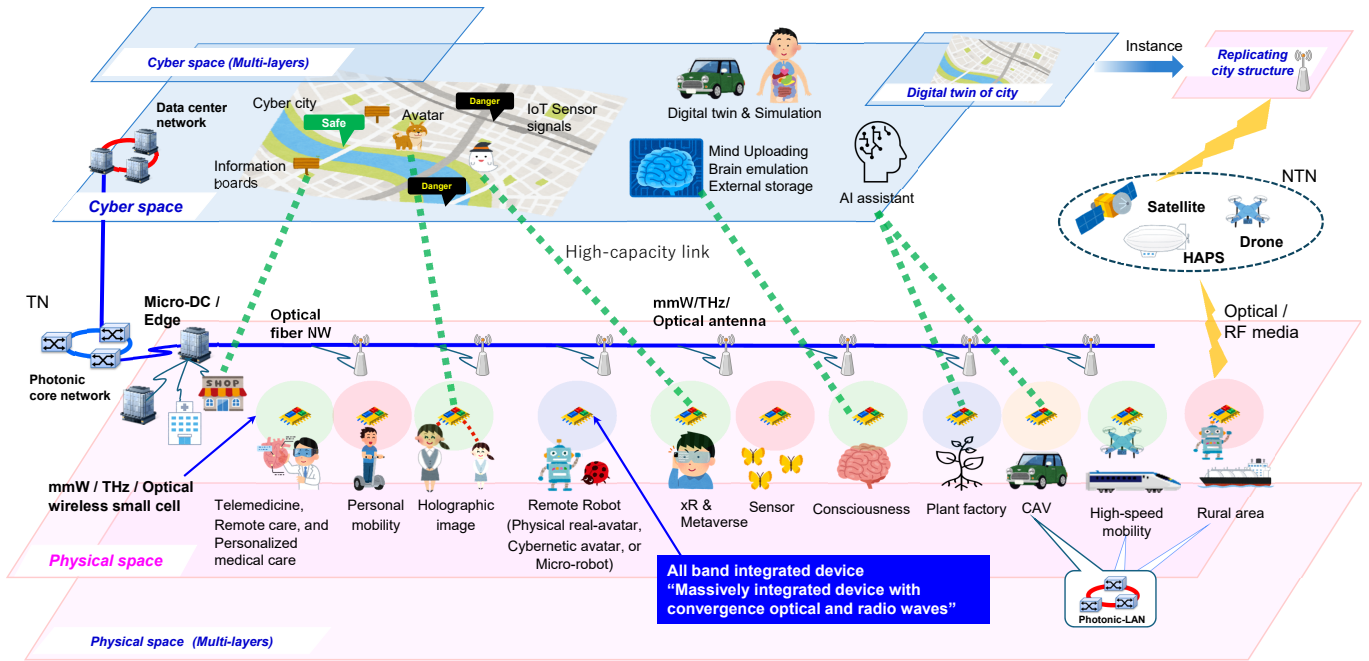 Cyber space (Multi-layers)
Data center
network
Cyber city
Safe
Avatar
Danger
IoT Sensor
signals
Information
boards
Danger
Cyber space
Digital twin & Simulation
Mind Uploading
Brain emulation
External storage
AI assistant
Digital twin of city
Instance
Replicating
city structure
NTN
Satellite
Drone
HAPS
High-capacity link
TN
Micro-DC /
Edge
Optical
fiber NW
mmW/THz/
Optical antenna
Optical /
RF media
Photonic
core network
SHOP
mmW / THz / Optical
wireless small cell
Telemedicine,
Remote care, and
Personalized
medical care
Personal
mobility
Holographic
image
Remote Robot
(Physical real-avatar,
Cybernetic avatar, or
Micro-robot)
xR &
Metaverse
Sensor
Consciousness
Plant factory
CAV
High-speed
mobility
Rural area
Physical space
All band integrated device
“Massively integrated device with
convergence optical and radio waves”
Photonic-LAN
Physical space (Multi-layers)